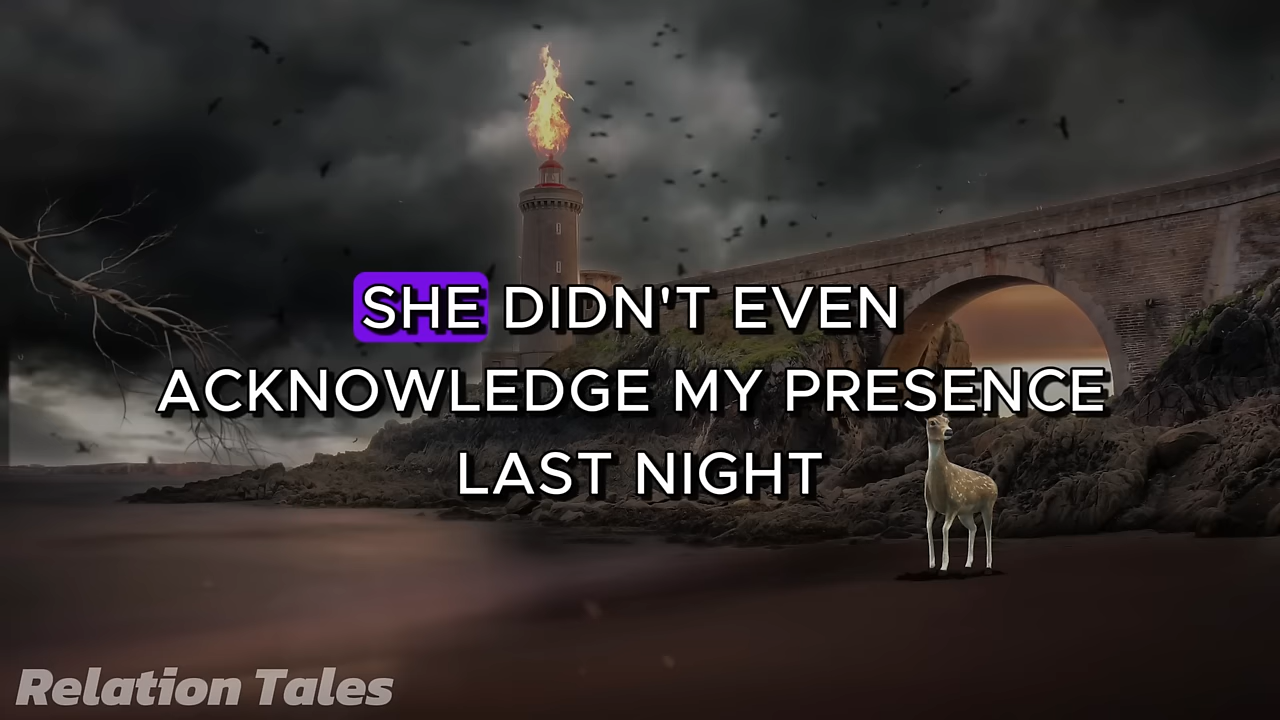 SHE DIDN'T EVEN
ACKNOWLEDGE MY PRESENCE
LAST NIGHT
Relation Tales